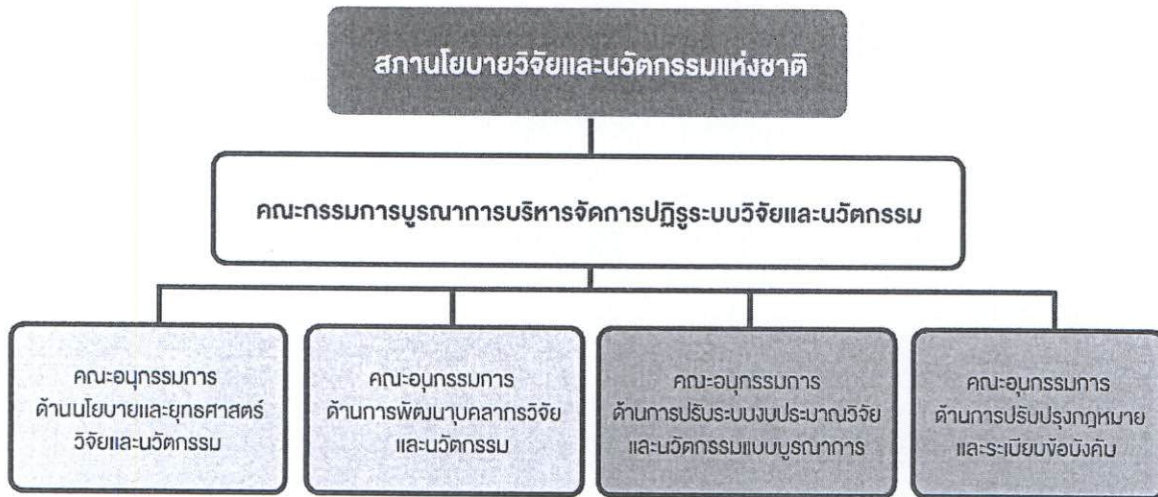 สภานโยบายวิจัยและนวัตกรรมแห่งชาติ
คณะกรรมการบูรณาการบริหารจัดการปฏิรูระบบวิจัยและนวัตกรรม
คณะอนุกรรมการ
ด้านนโยบายและยุทธศาสตร์
วิจัยและนวัตกรรม
คณะอนุกรรมการ
ด้านการพัฒนาบุคลากรวิจัย
และนวัตกรรม
คณะอนุกรรมการ
ด้านการปรับระบบงบประมาณวิจัย
และนวัตกรรมแบบบูรณาการ
คณะอนุกรรมการ
ด้านการปรับปรุงกฎหมาย
และระเบียบข้อบังคับ